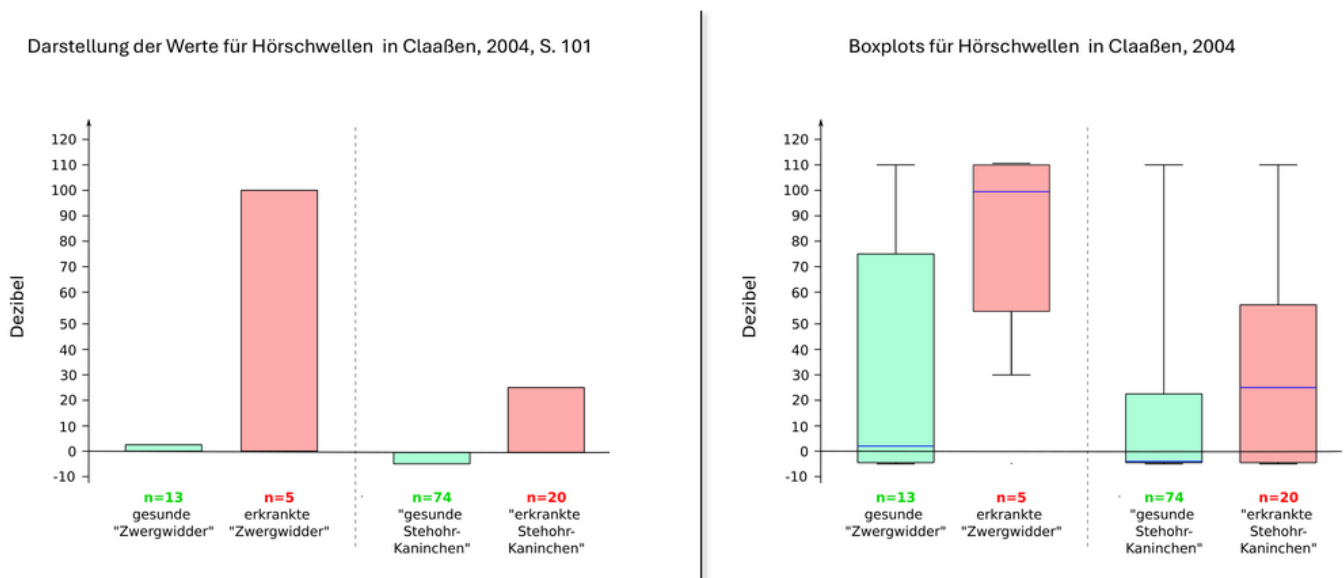 Darstellung der Werte für Hörschwellen in Claaßen, 2004, S. 101
Dezibel
120
110
100
90
80
70
60
50
40
30
20
10
0
-10
n=13
gesunde
"Zwergwidder"
n=5
erkrankte
"Zwergwidder"
n=74
"gesunde
Stehohr-
Kaninchen"
n=20
"erkrankte
Stehohr-
Kaninchen"
Boxplots für Hörschwellen in Claaßen, 2004
Dezibel
120
110
100
90
80
70
60
50
40
30
20
10
0
-10
n=13
gesunde
"Zwergwidder"
n=5
erkrankte
"Zwergwidder"
n=74
"gesunde
Stehohr-
Kaninchen"
n=20
"erkrankte
Stehohr-
Kaninchen"